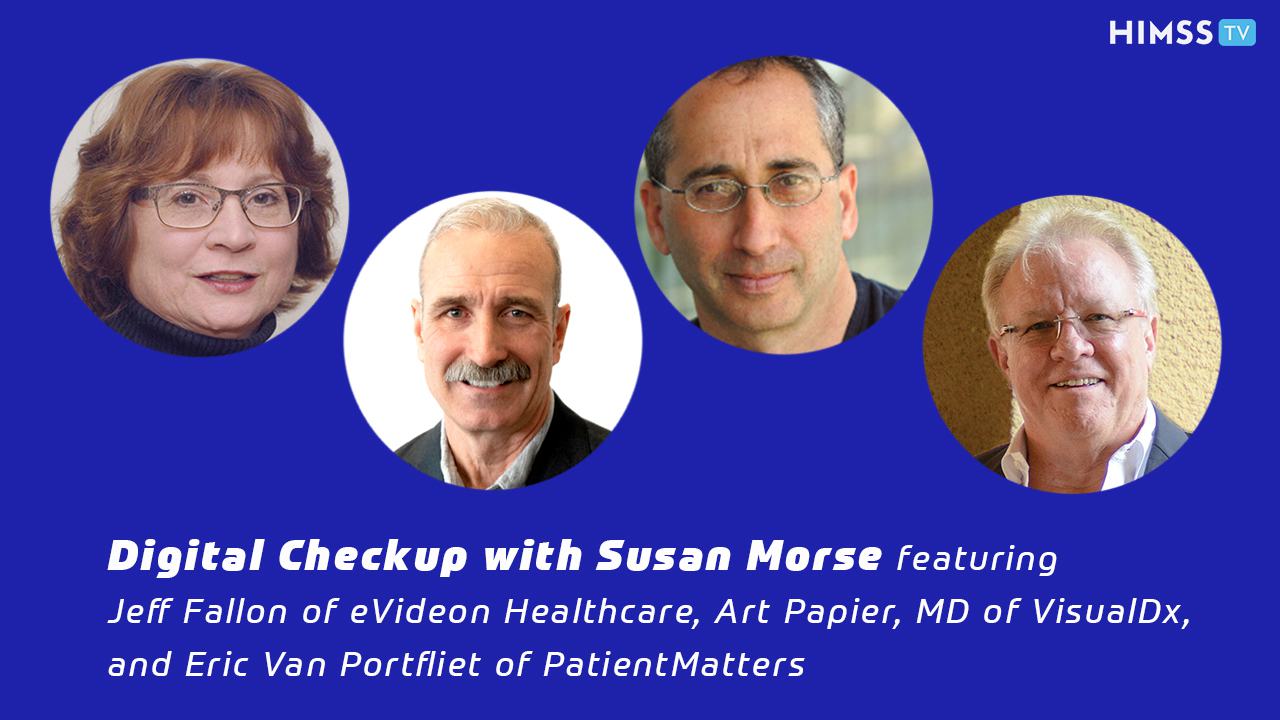 HIMSS TV
Digital Checkup with Susan Morse featuring
Jeff Fallon of eVideon Healthcare, Art Papier, MD of VisualDx,
and Eric Van Portfliet of PatientMatters